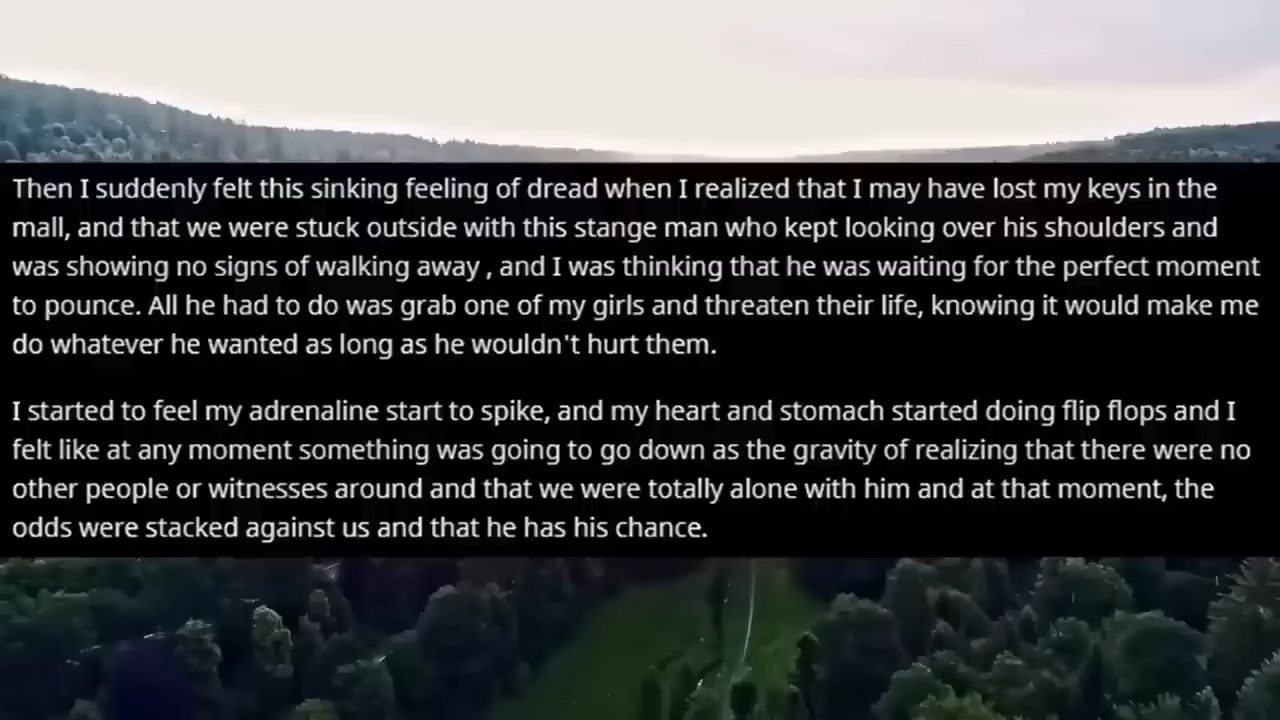 Then I suddenly felt this sinking feeling of dread when I realized that I may have lost my keys in the
mall, and that we were stuck outside with this stange man who kept looking over his shoulders and
was showing no signs of walking away , and I was thinking that he was waiting for the perfect moment
to pounce. All he had to do was grab one of my girls and threaten their life, knowing it would make me
do whatever he wanted as long as he wouldn't hurt them.
I started to feel my adrenaline start to spike, and my heart and stomach started doing flip flops and I
felt like at any moment something was going to go down as the gravity of realizing that there were no
other people or witnesses around and that we were totally alone with him and at that moment, the
odds were stacked against us and that he has his chance.